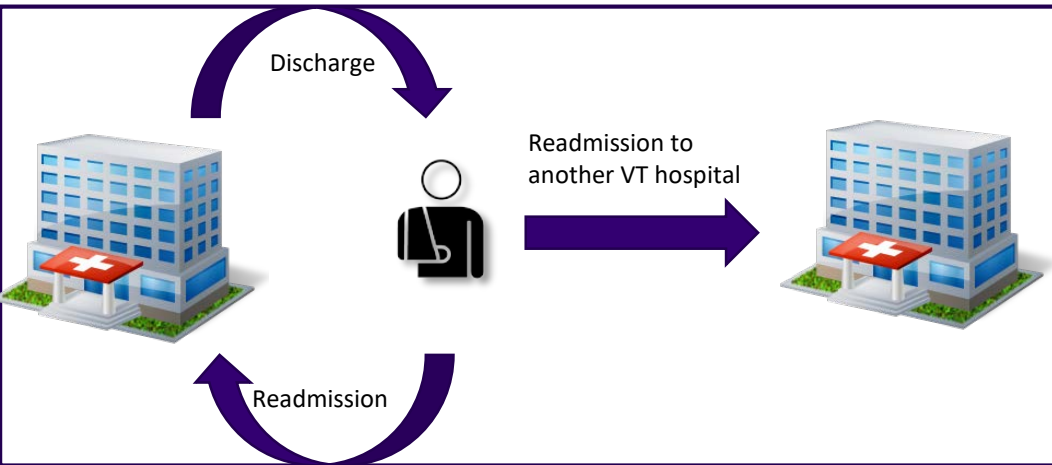 Discharge
Readmission to
another VT hospital
Readmission